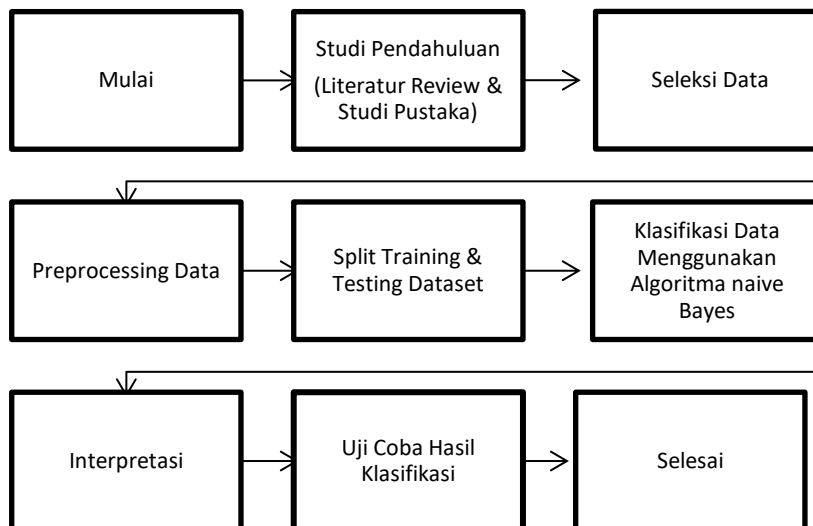 Mulai
Studi Pendahuluan
(Literatur Review &
Studi Pustaka)
Seleksi Data
Preprocessing Data
Split Training &
Testing Dataset
Klasifikasi Data
Menggunakan
Algoritma naive
Bayes
Interpretasi
Uji Coba Hasil
Klasifikasi
Selesai